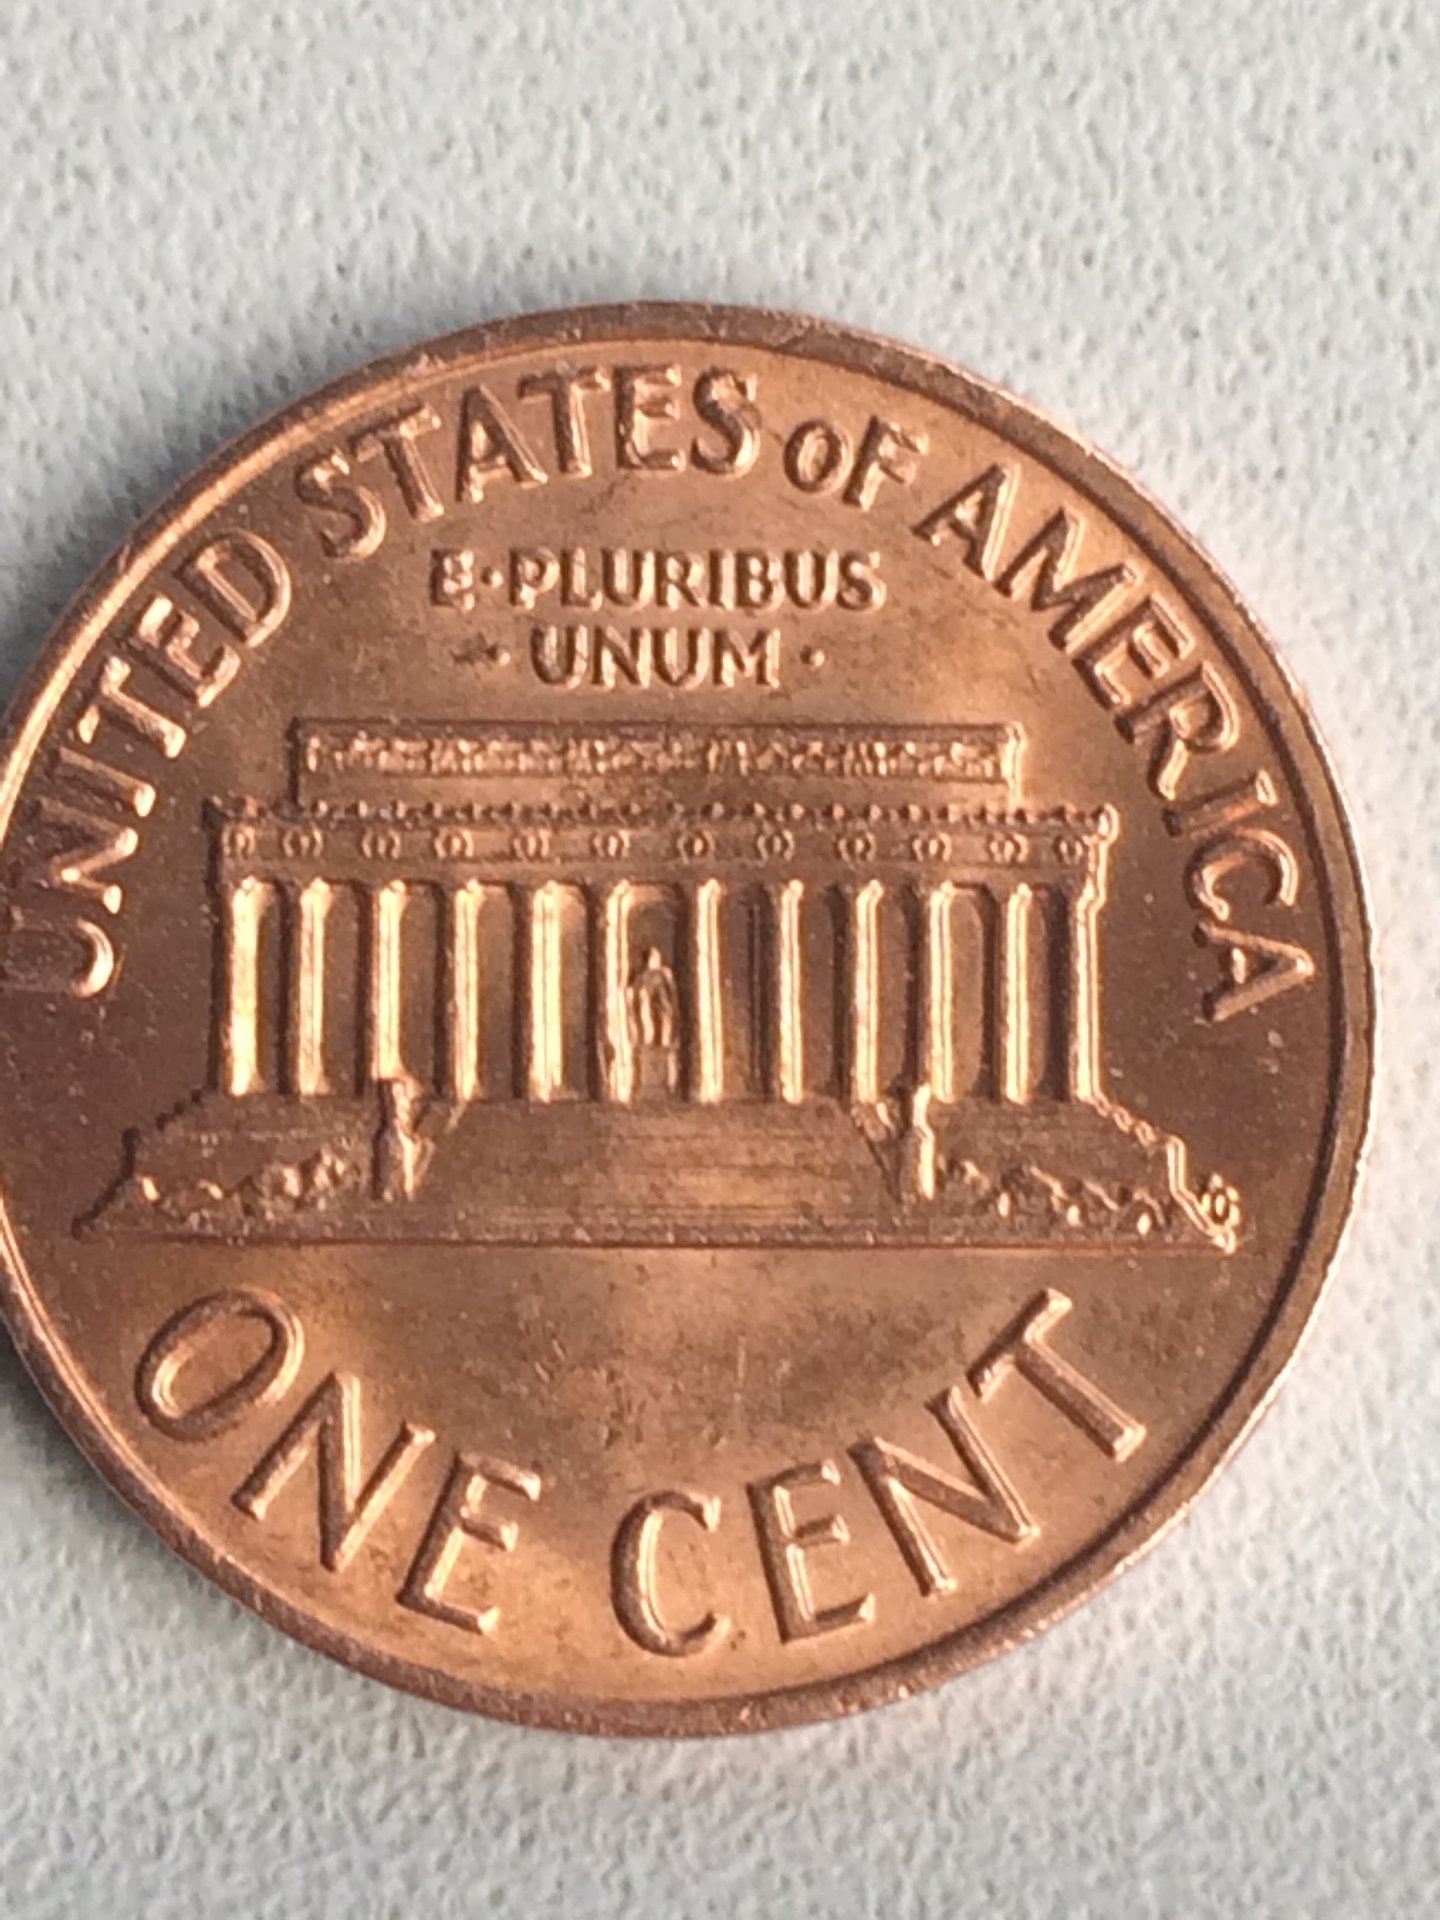 UNITED STATES OF AMERICA
E·PLURIBUS
·UNUM·
ONE CENT